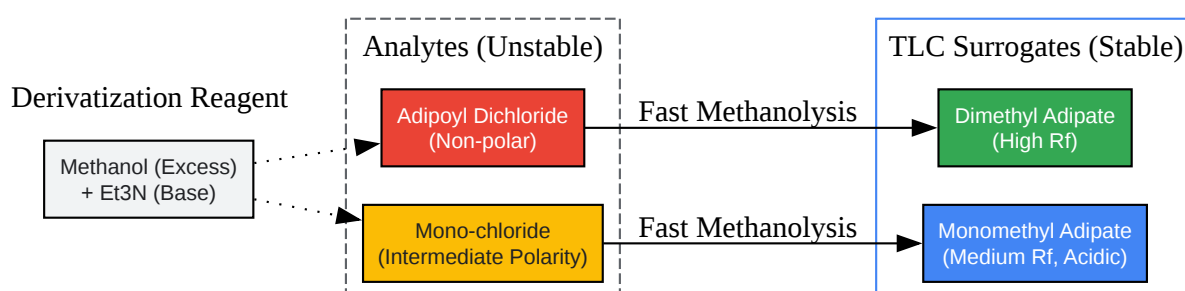 Analytes (Unstable)
TLC Surrogates (Stable)
Derivatization Reagent
Adipoyl Dichloride
(Non-polar)
Fast Methanolysis
Dimethyl Adipate
(High Rf)
Methanol (Excess)
+ Et3N (Base)
Mono-chloride
(Intermediate Polarity)
Fast Methanolysis
Monomethyl Adipate
(Medium Rf, Acidic)